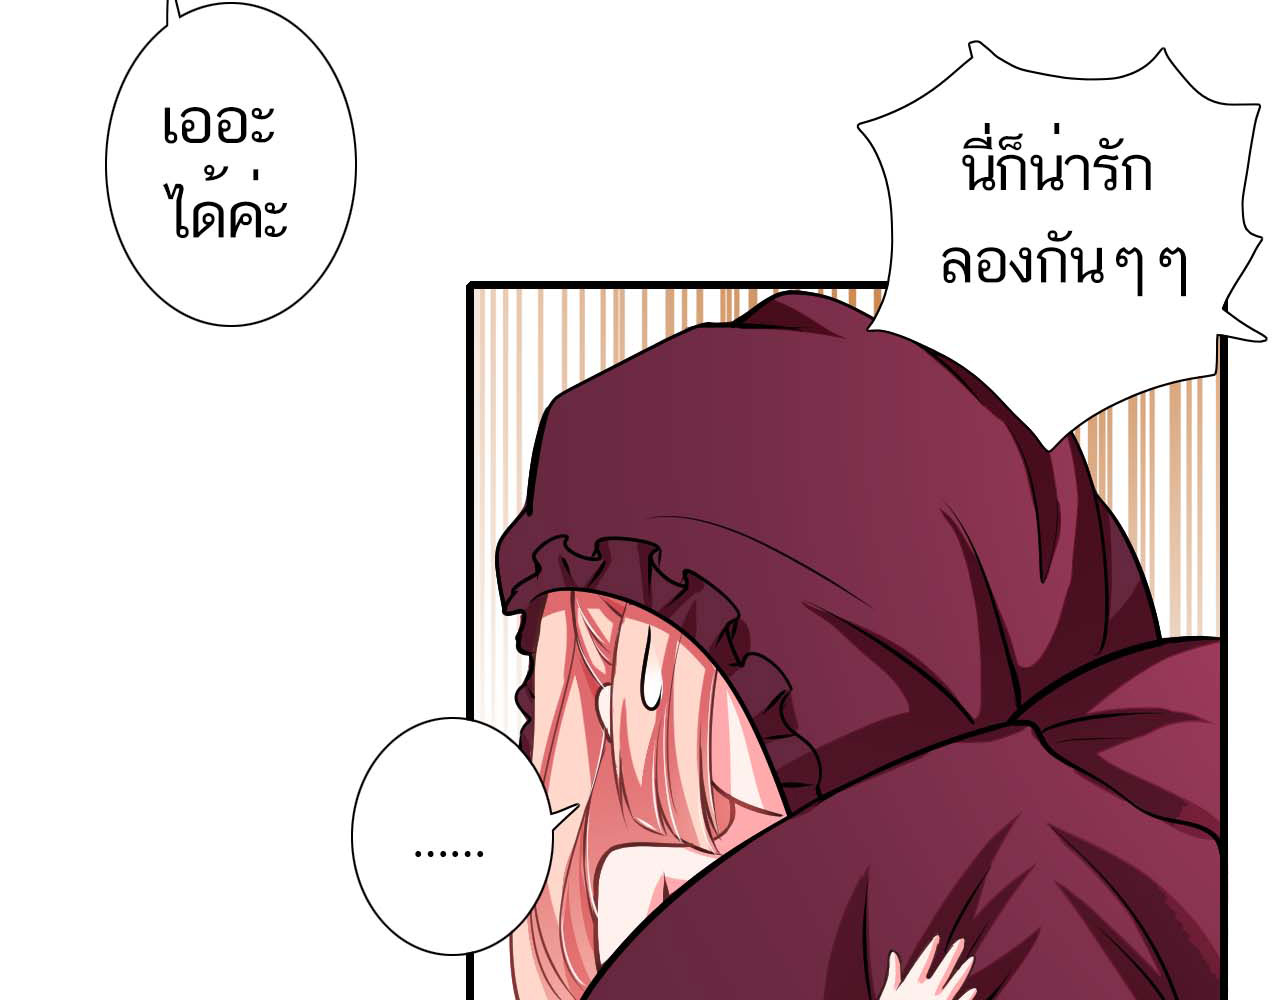 เออะ
ได้ค่ะ
นี่ก็น่ารัก
ลองกันๆๆ
......